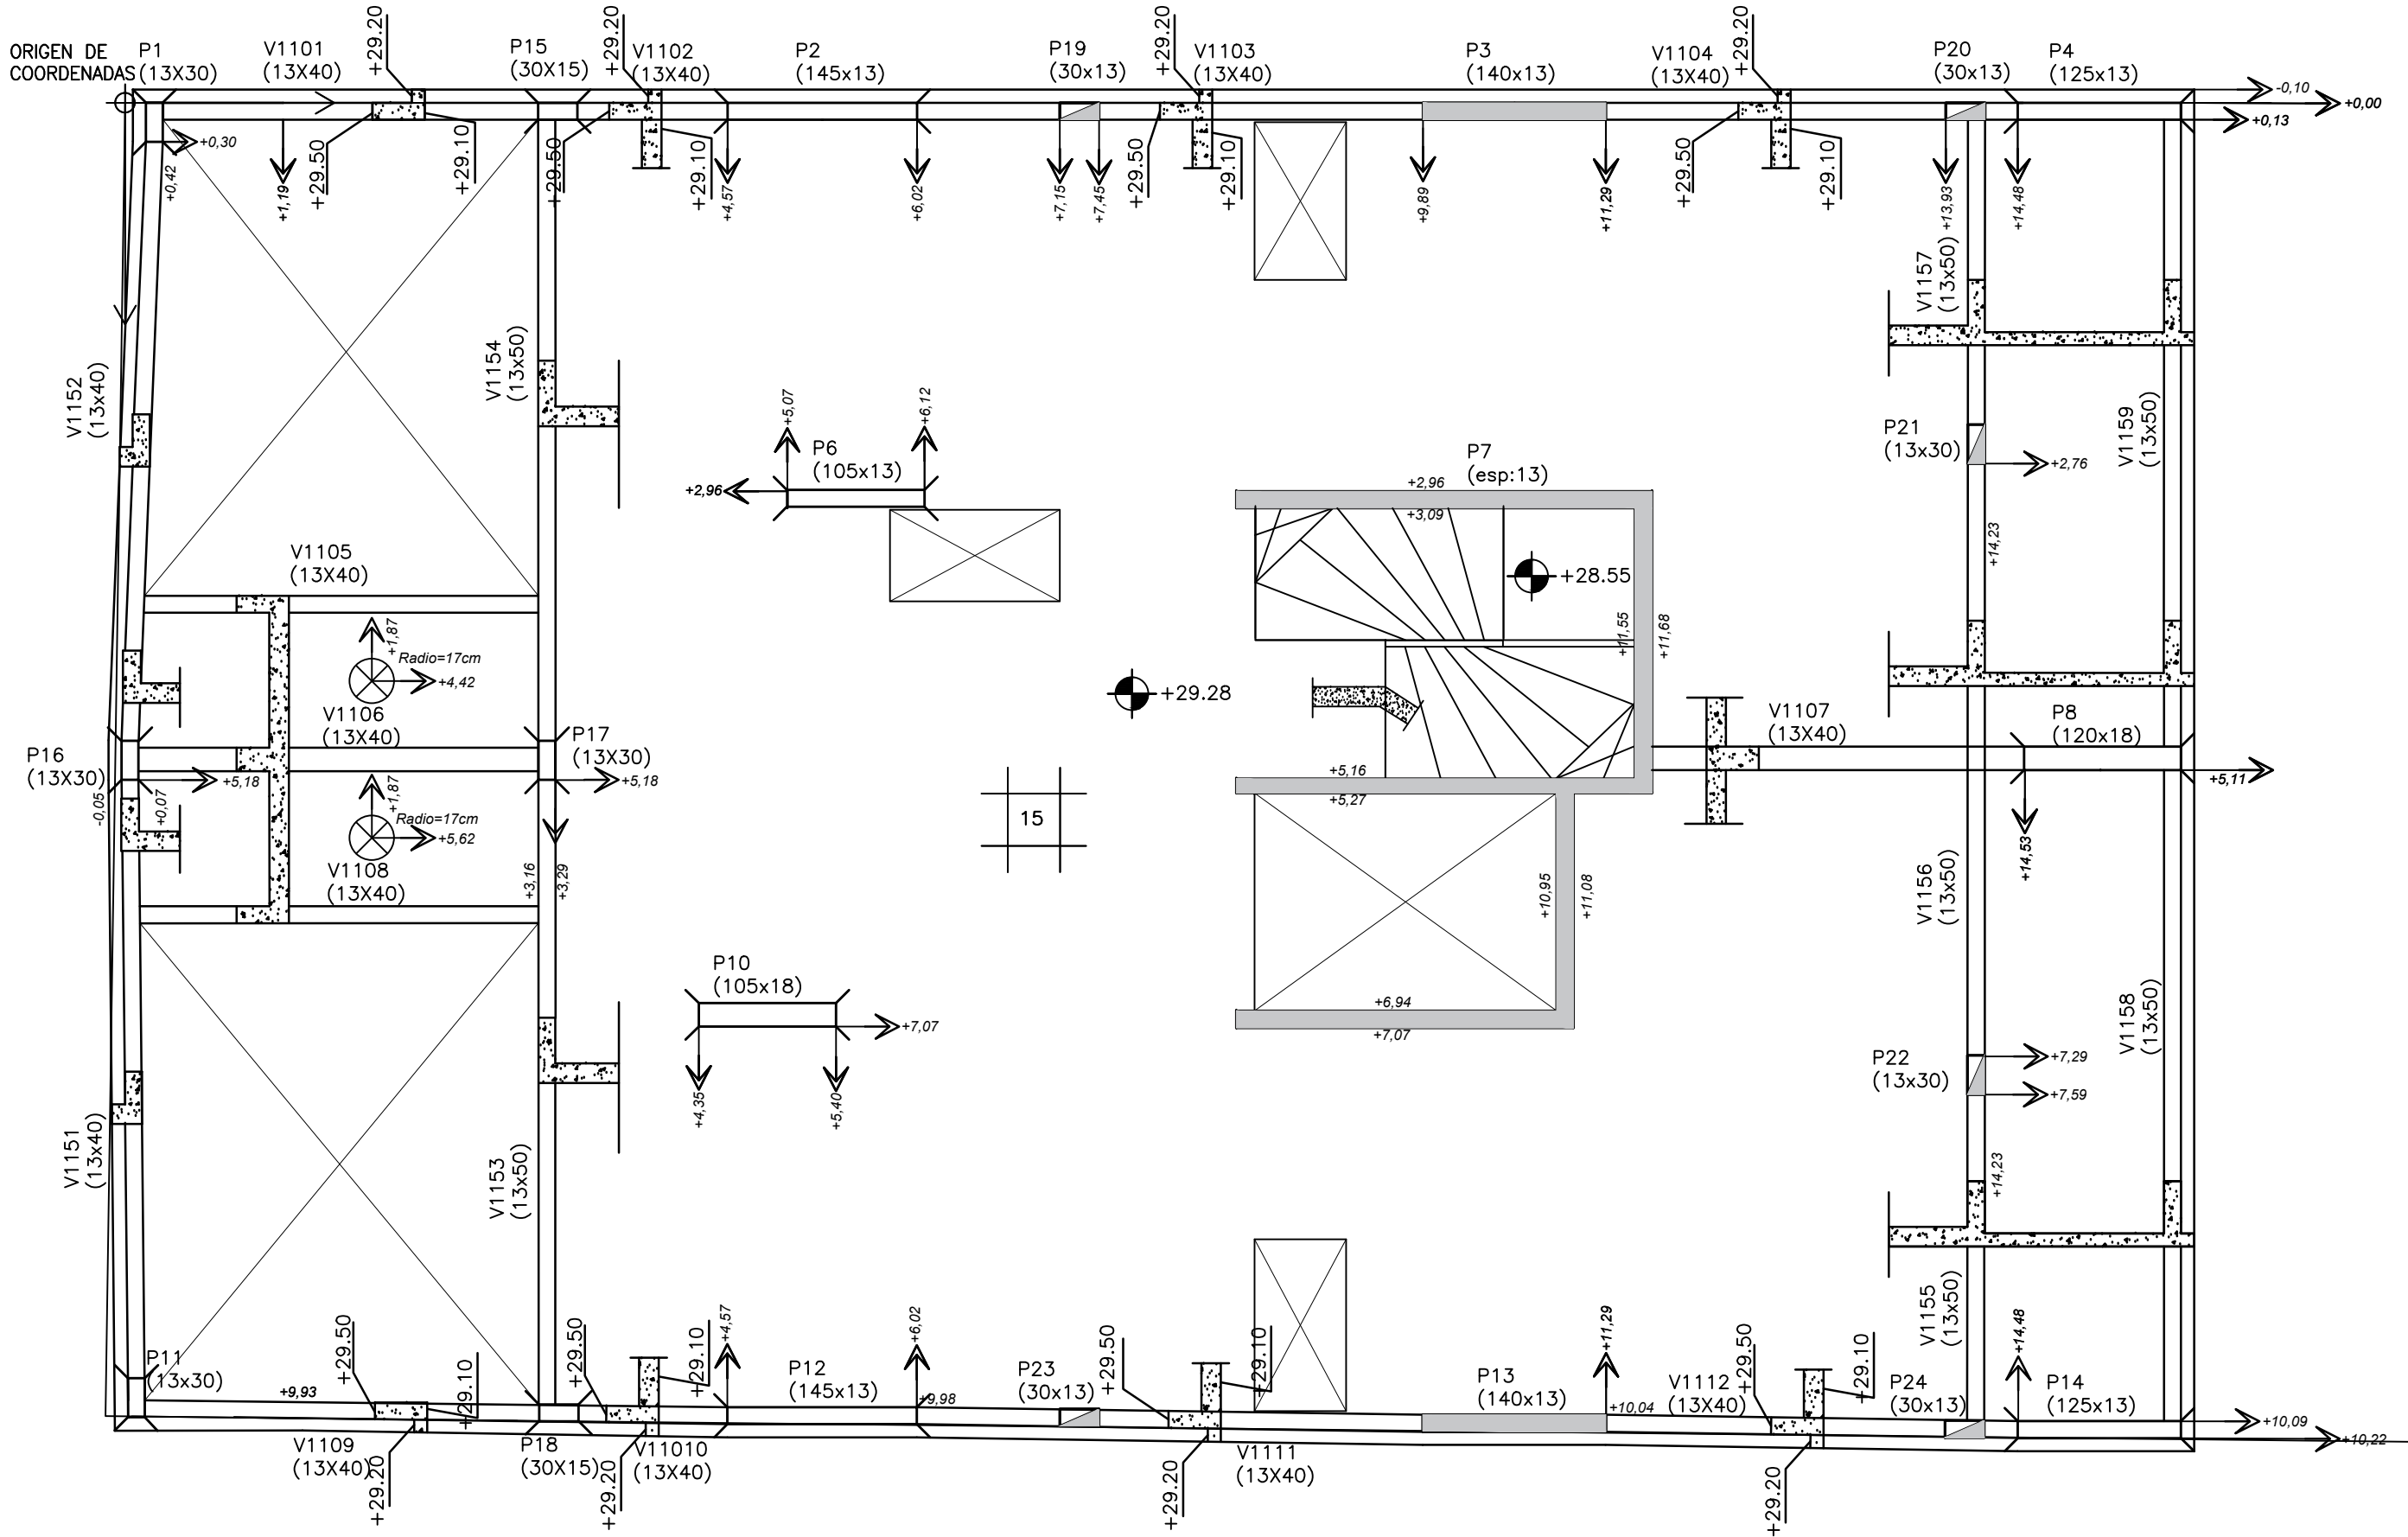 ORIGEN DE
COORDENADAS
P1
(13X30)
V1101
(13X40)
+29.20
P15
(30X15)
+29.20
V1102
(13X40)
P2
(145x13)
P19
(30x13)
+29.20
V1103
(13X40)
P3
(140x13)
V1104
(13X40)
+29.20
P20
(30x13)
P4
(125x13)
-0,10
+0,00
+0,13
+0,30
+0,42
+1,19
+29.50
+29.10
+29.50
+29.10
+4,57
+6,02
+7,15
+7,45
+29.50
+29.10
+9,89
+11,29
+29.50
+29.10
+13,93
+14,48
V1157
(13x50)
V1152
(13x40)
V1154
(13x50)
+5,07
+6,12
P6
(105x13)
+2,96
P7
(esp:13)
+2,96
+3,09
P21
(13x30)
+2,76
V1159
(13x50)
+14,23
V1105
(13X40)
+28.55
+1,87
Radio=17cm
+4,42
+11,55
+11,68
+29.28
V1106
(13X40)
P16
(13X30)
+5,18
P17
(13X30)
+5,18
V1107
(13X40)
P8
(120x18)
+5,11
-0,05
+0,07
+1,87
Radio=17cm
+5,62
+5,16
+5,27
15
+14,53
V1108
(13X40)
+3,16
+3,29
+10,95
+11,08
V1156
(13x50)
P10
(105x18)
+7,07
+6,94
+7,07
V1158
(13x50)
P22
(13x30)
+7,29
+7,59
+4,35
+5,40
V1151
(13x40)
V1153
(13x50)
+14,23
V1155
(13x50)
P11
(13x30)
+9,93
+29.50
+29.10
+29.50
+29.10
+4,57
P12
(145x13)
+6,02
+9,98
P23
(30x13)
+29.50
+29.10
P13
(140x13)
+11,29
+10,04
V1112
(13X40)
+29.50
+29.10
P24
(30x13)
+14,48
P14
(125x13)
+10,09
+10,22
V1109
(13X40)
+29.20
P18
(30X15)
+29.20
V11010
(13X40)
+29.20
V1111
(13X40)
+29.20